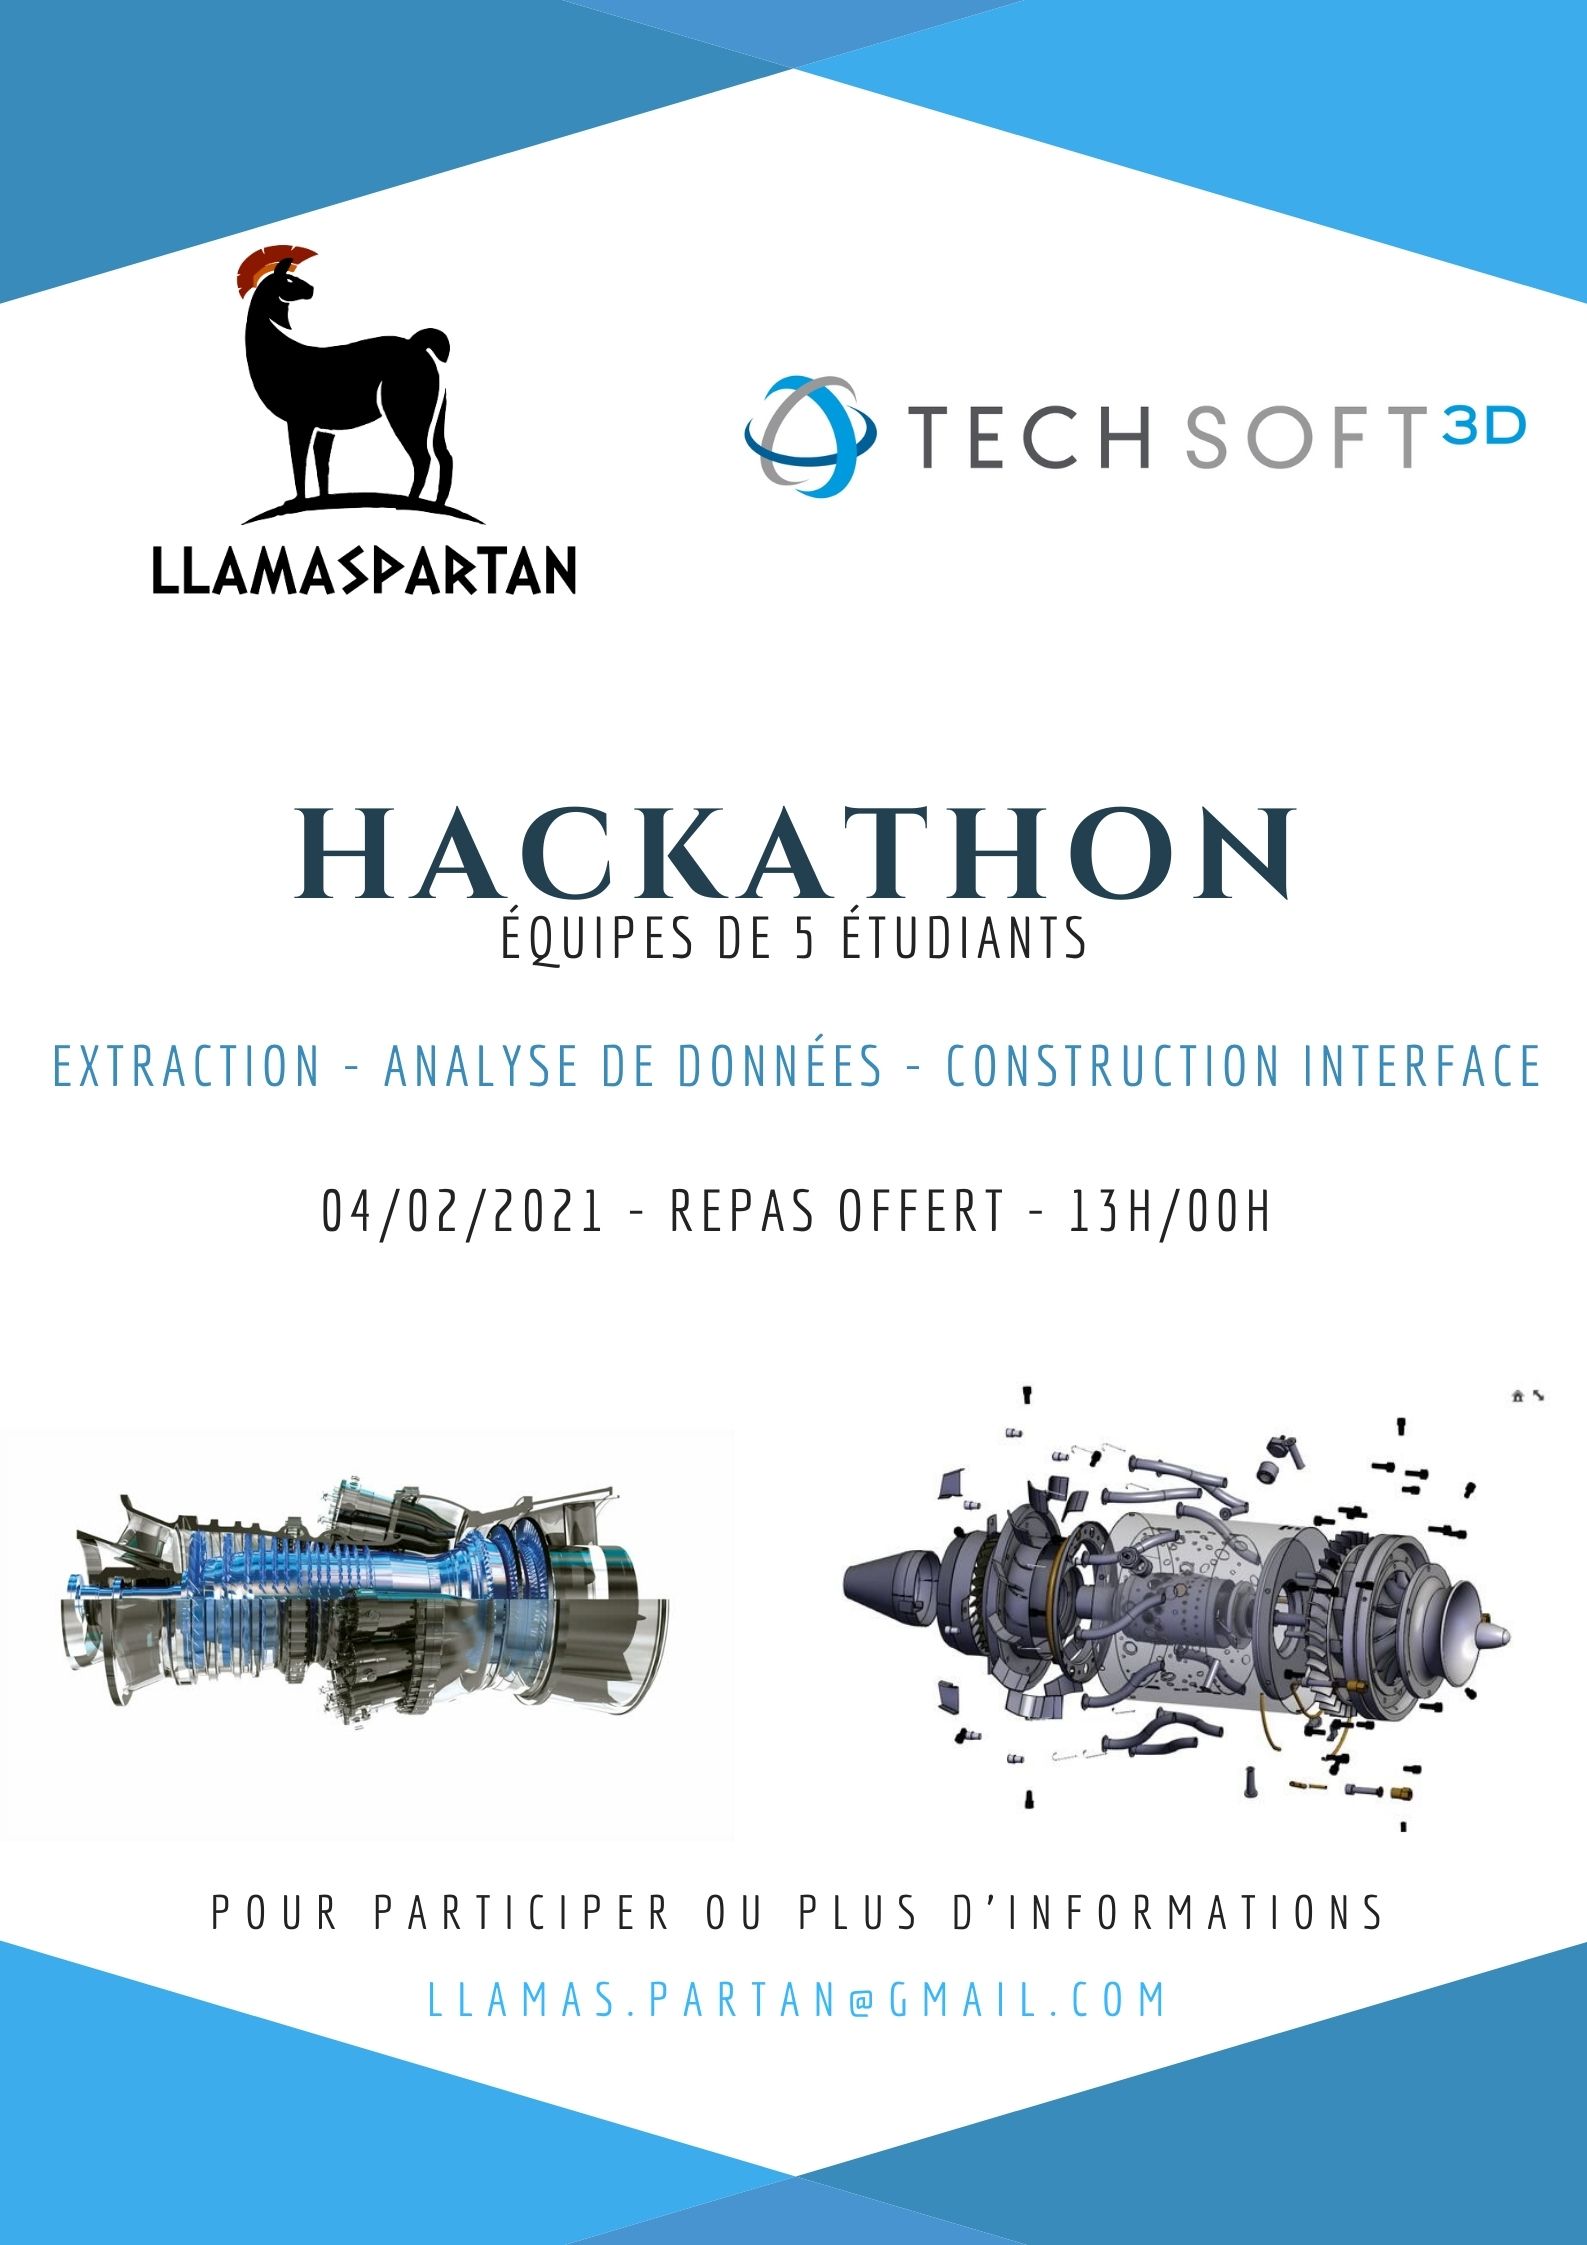 LLAMASPARTAN
TECH SOFT 3D
HACKATHON
ÉQUIPES DE 5 ÉTUDIANTS
EXTRACTION - ANALYSE DE DONNÉES - CONSTRUCTION INTERFACE
04/02/2021 - REPAS OFFERT - 13H/00H
POUR PARTICIPER OU PLUS D'INFORMATIONS
LLAMAS.PARTAN@GMAIL.COM